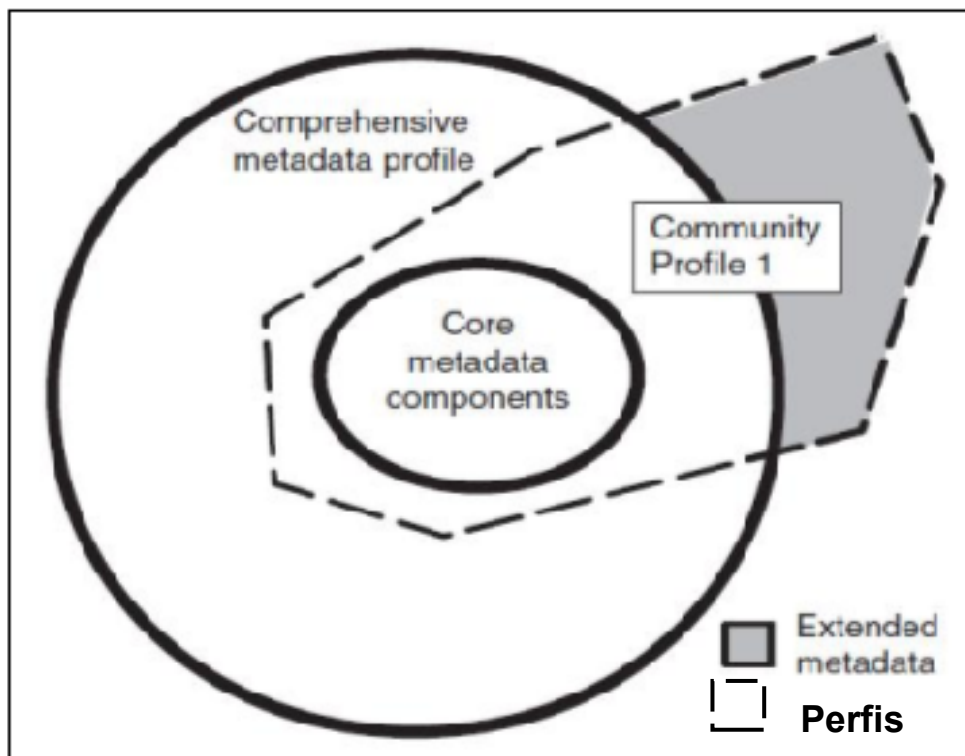 Comprehensive
metadata profile
Community
Profile 1
Core
metadata
components
Extended
metadata
Perfis